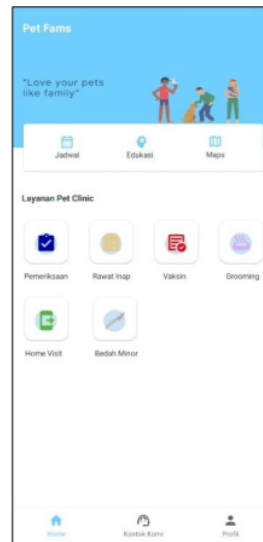 Pet Fams
"Love your pets
like family"
Jadwal
Edukasi
Maps
Layanan Pet Clinic
Pemeriksaan
Rawat Inap
Vaksin
Grooming
Home Visit
Bedah Minor
Home
Kontak Kami
Profil